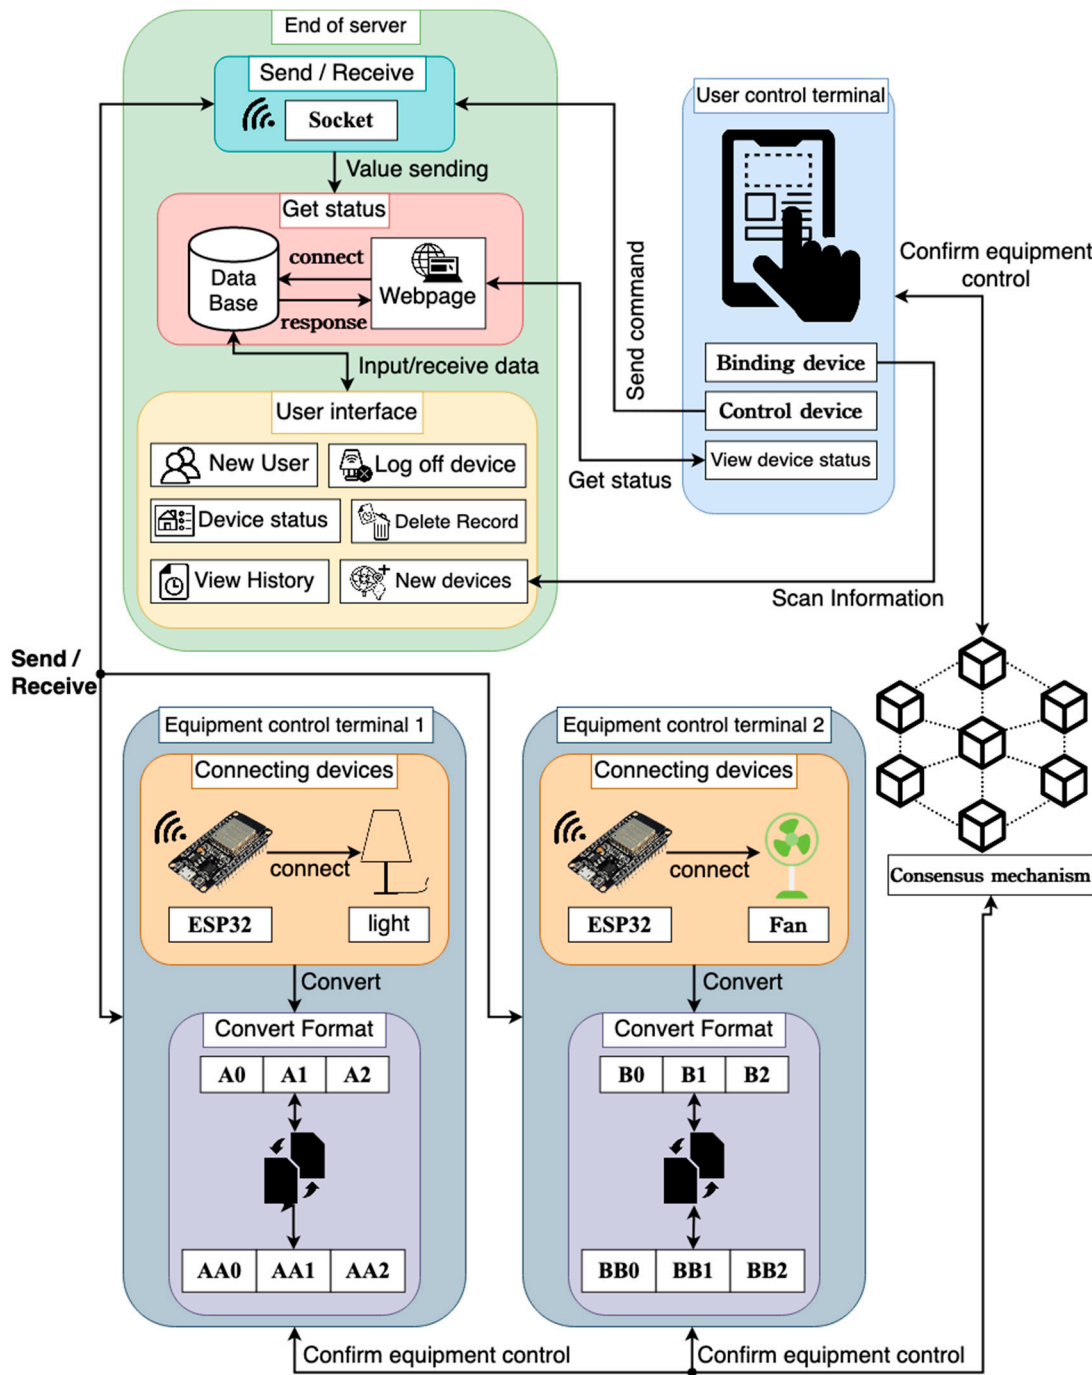 End of server
Send / Receive
Socket
Value sending
Get status
Data
Base
connect
response
Webpage
Input/receive data
User interface
New User
Log off device
Device status
Delete Record
View History
New devices
User control terminal
Binding device
Control device
View device status
Send command
Get status
Scan Information
Confirm equipment
control
Consensus mechanism
Send /
Receive
Equipment control terminal 1
Connecting devices
connect
ESP32
light
Convert
Convert Format
A0 A1 A2
AA0 AA1 AA2
Equipment control terminal 2
Connecting devices
connect
ESP32
Fan
Convert
Convert Format
B0 B1 B2
BB0 BB1 BB2
Confirm equipment control
Confirm equipment control